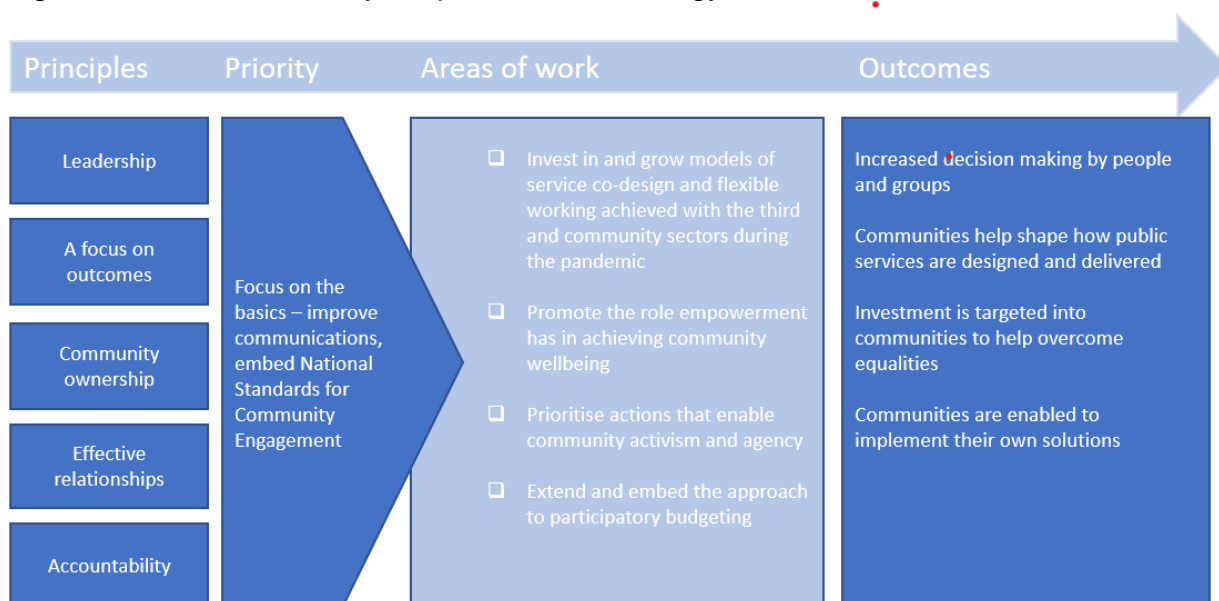 Principles
Priority
Areas of work
Outcomes
Leadership
A focus on
outcomes
Community
ownership
Effective
relationships
Accountability
Focus on the
basics – improve
communications,
embed National
Standards for
Community
Engagement
Invest in and grow models of
service co-design and flexible
working achieved with the third
and community sectors during
the pandemic
Promote the role empowerment
has in achieving community
wellbeing
Prioritise actions that enable
community activism and agency
Extend and embed the approach
to participatory budgeting
Increased decision making by people
and groups
Communities help shape how public
services are designed and delivered
Investment is targeted into
communities to help overcome
equalities
Communities are enabled to
implement their own solutions